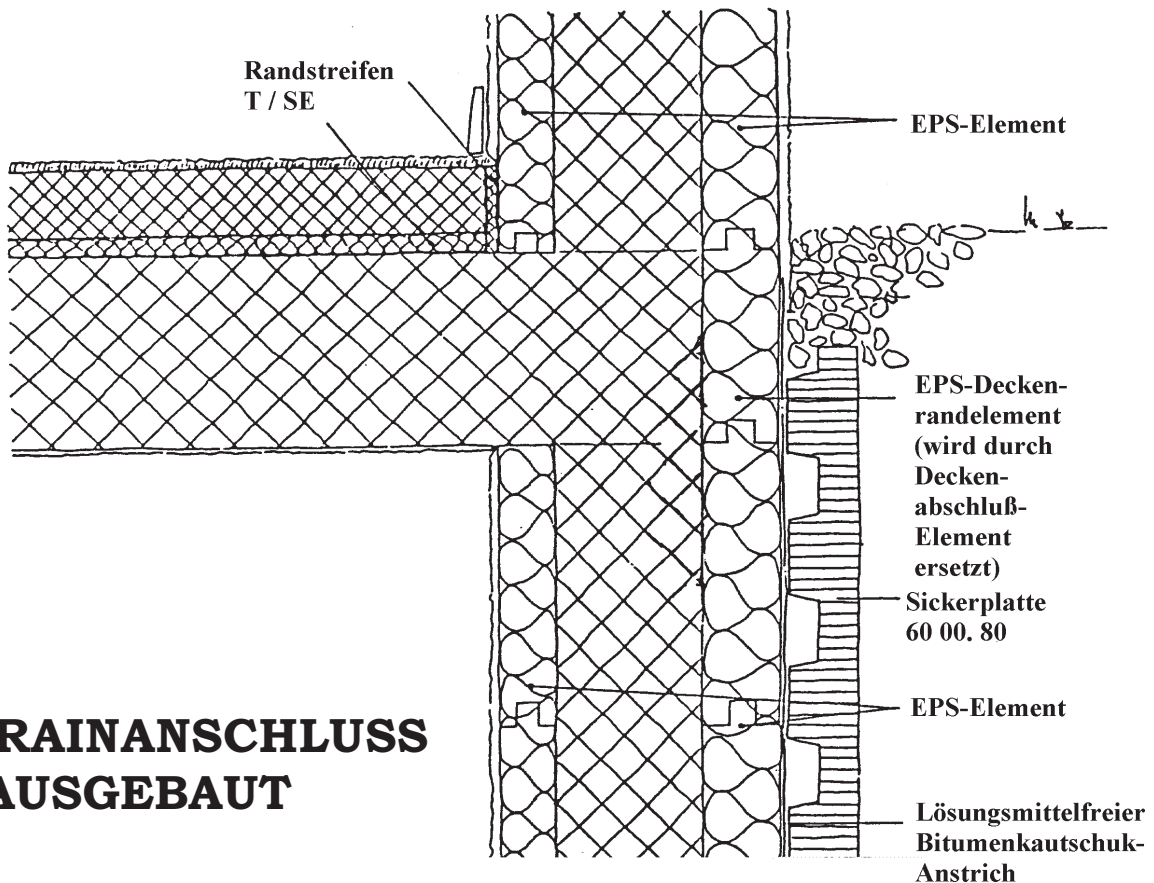 Randstreifen
T / SE
EPS-Element
EPS-Decken-
randelement
(wird durch
Decken-
abschluß-
Element
ersetzt)
Sickerplatte
60 00. 80
EPS-Element
RAINANSCHLUSS
AUSGEBAUT
Lösungsmittelfreier
Bitumenkautschuk-
Anstrich